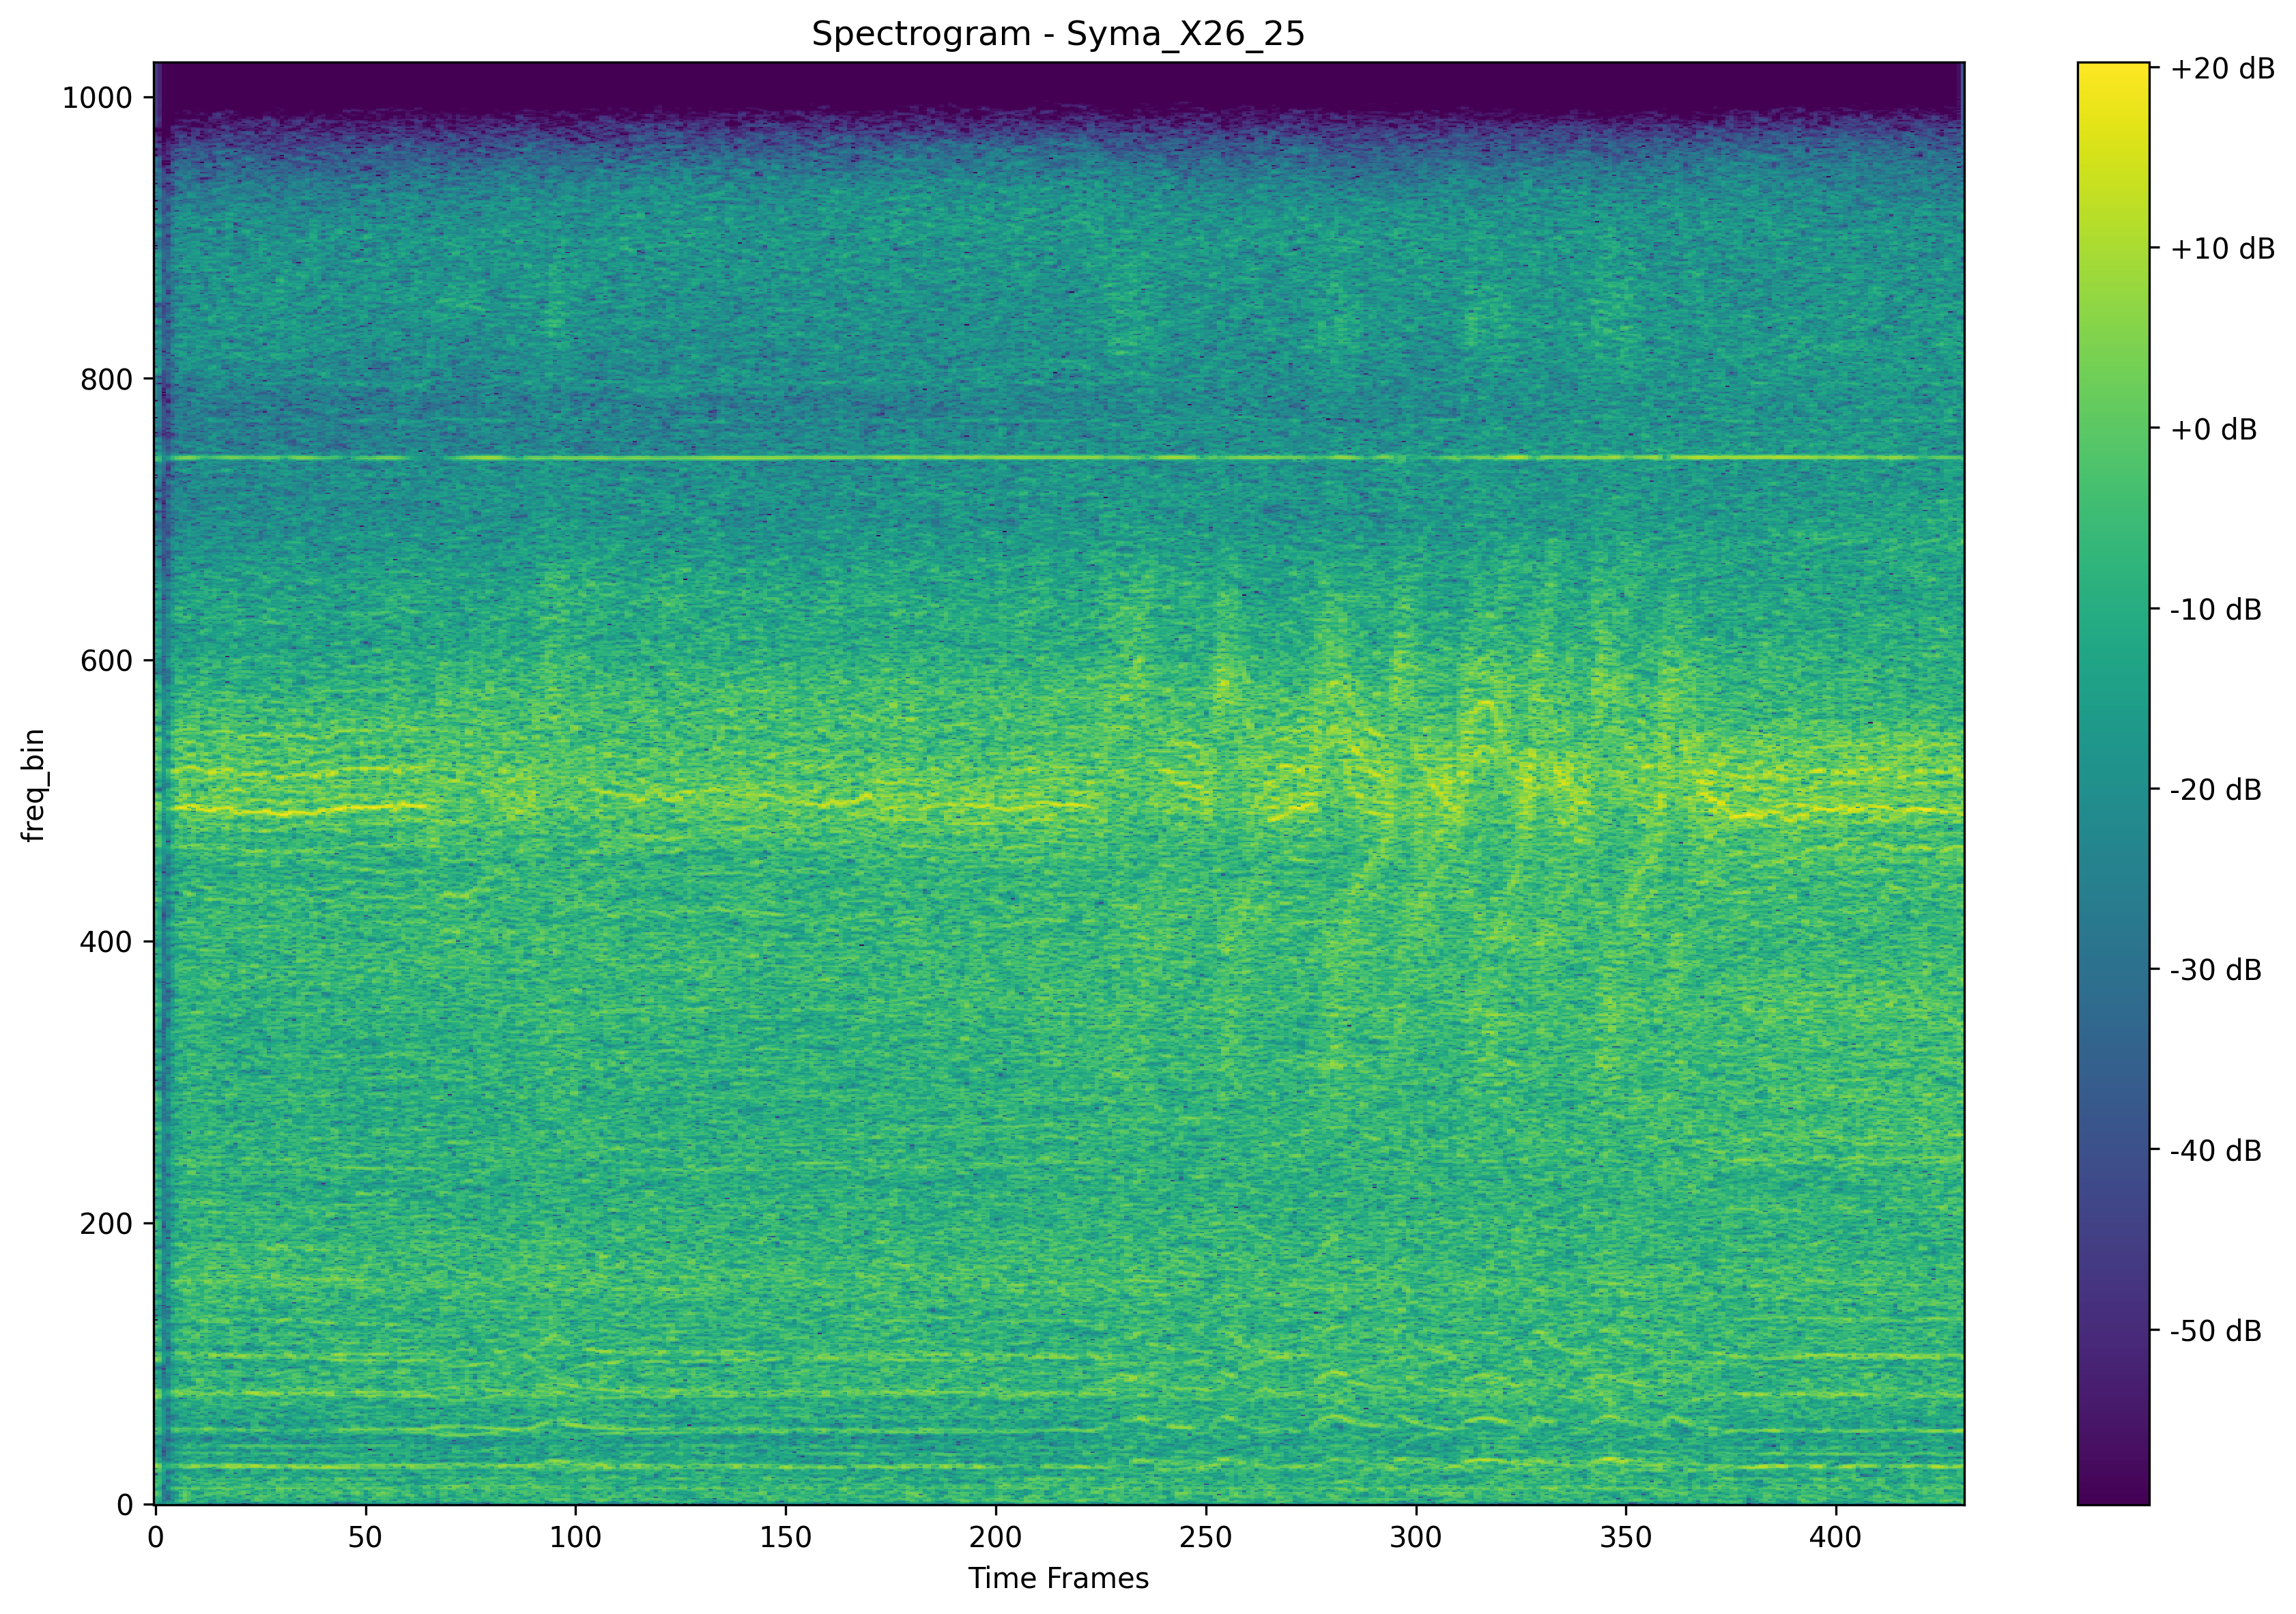 Spectrogram - Syma_X26_25
+20 dB
+10 dB
+0 dB
-10 dB
-20 dB
-30 dB
-40 dB
-50 dB
1000
800
600
400
200
0
freq_bin
0 50 100 150 200 250 300 350 400
Time Frames